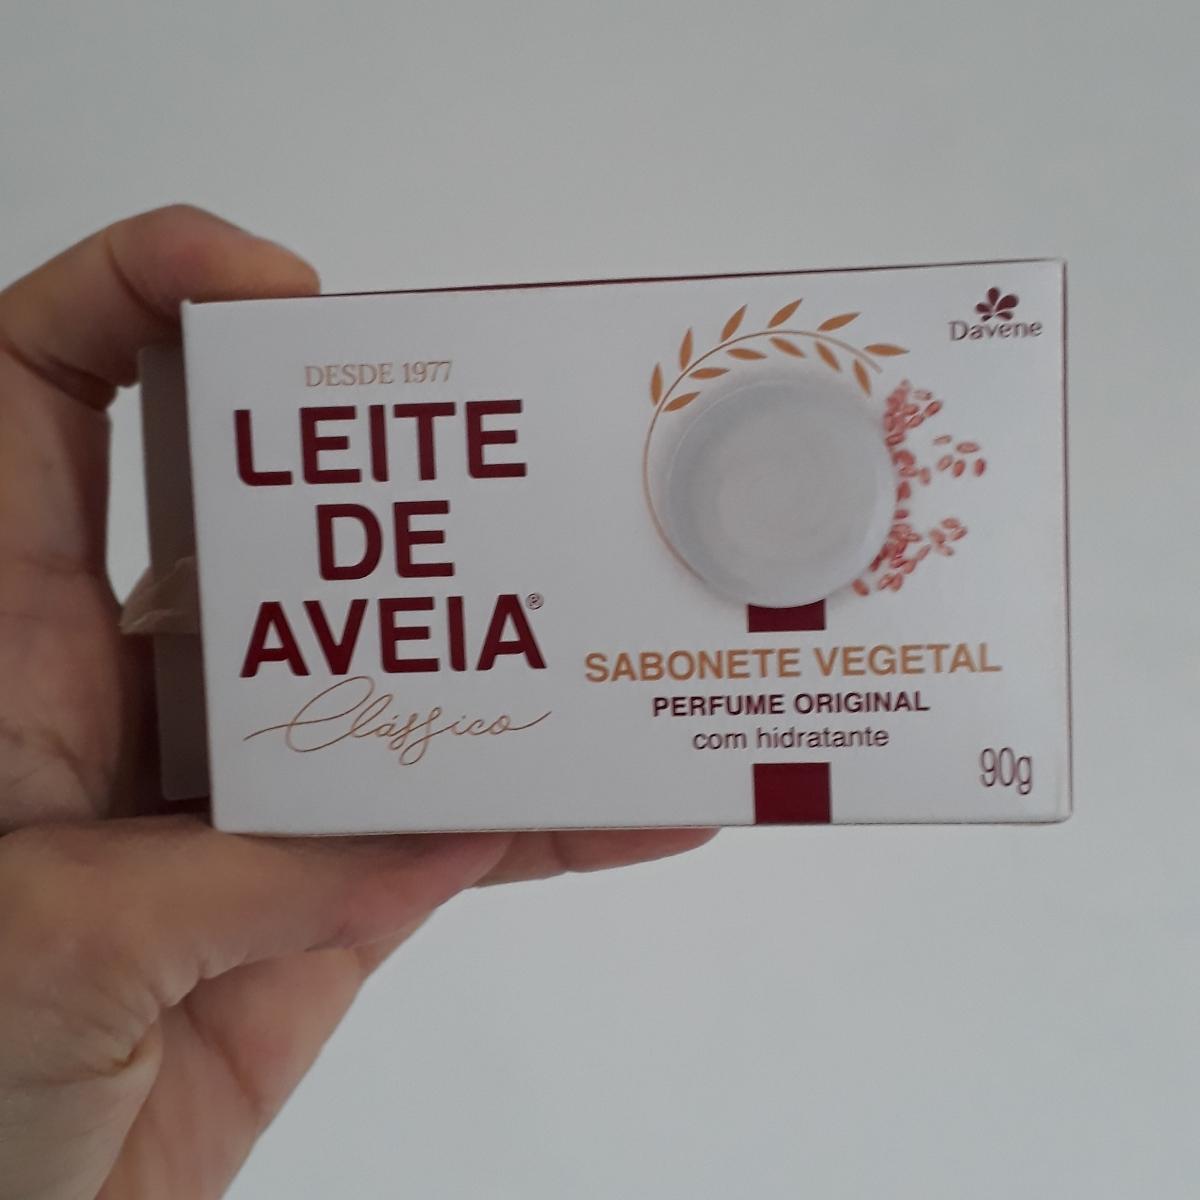 DESDE 1977
LEITE
DE
AVEIA®
Clássico
Davene
SABONETE VEGETAL
PERFUME ORIGINAL
com hidratante
90g